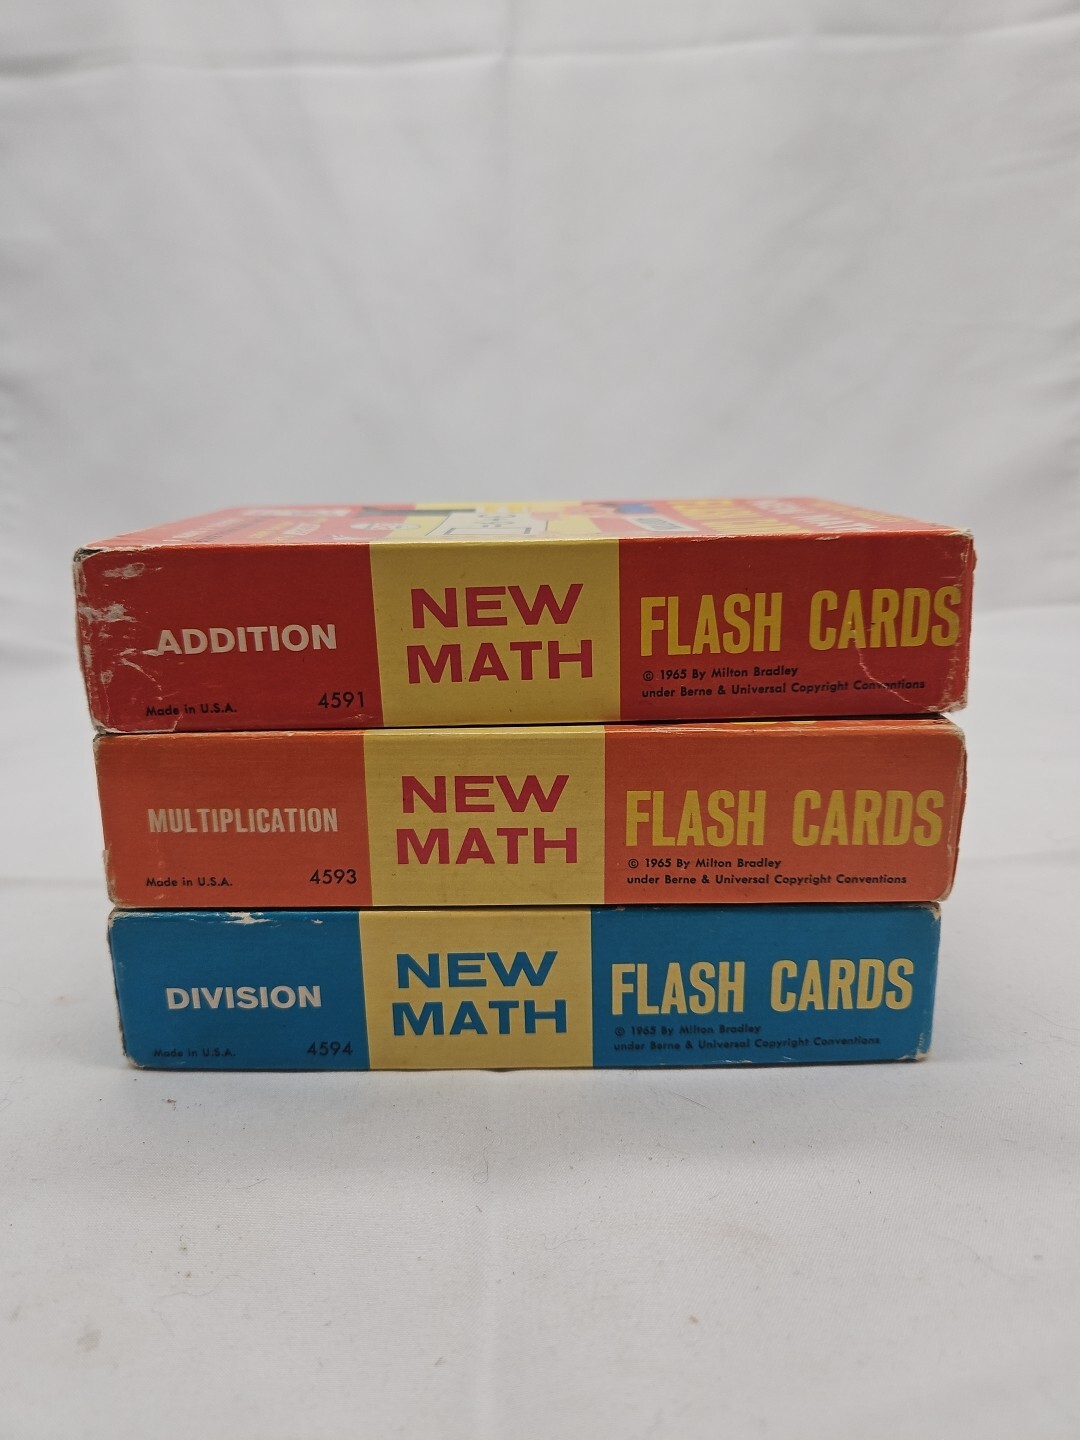 ADDITION
Made in U.S.A.
4591
NEW
MATH
FLASH CARDS
© 1965 By Milton Bradley
under Berne & Universal Copyright Conventions
MULTIPLICATION
Made in U.S.A.
4593
NEW
MATH
FLASH CARDS
© 1965 By Milton Bradley
under Berne & Universal Copyright Conventions
DIVISION
Made in U.S.A.
4594
NEW
MATH
FLASH CARDS
© 1965 By Milton Bradley
under Berne & Universal Copyright Conventions